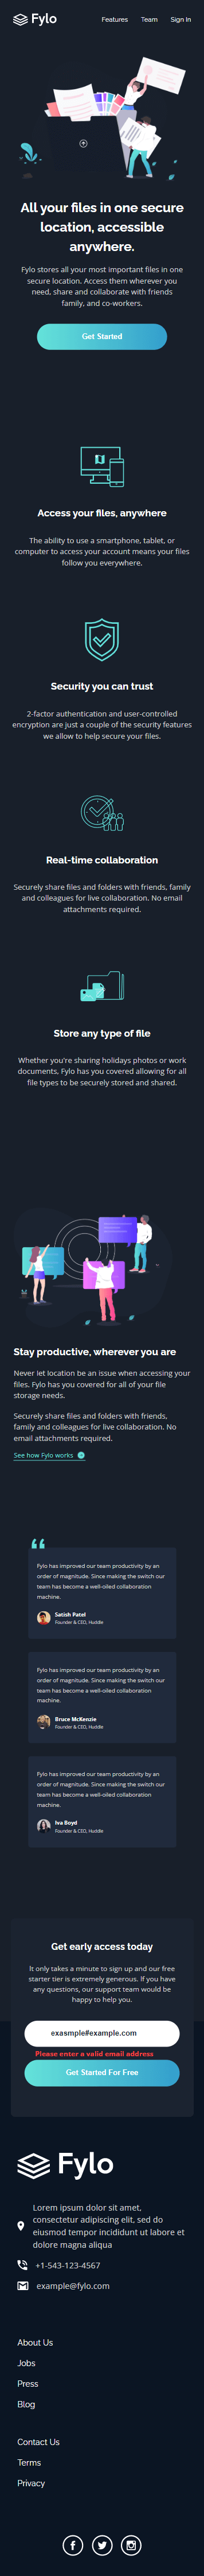 Fylo
Features Team Sign In
All your files in one secure
location, accessible
anywhere.
Fylo stores all your most important files in one
secure location. Access them wherever you
need, share and collaborate with friends
family, and co-workers.
Get Started
Access your files, anywhere
The ability to use a smartphone, tablet, or
computer to access your account means your files
follow you everywhere.
Security you can trust
2-factor authentication and user-controlled
encryption are just a couple of the security features
we allow to help secure your files.
Real-time collaboration
Securely share files and folders with friends, family
and colleagues for live collaboration. No email
attachments required.
Store any type of file
Whether you're sharing holidays photos or work
documents, Fylo has you covered allowing for all
file types to be securely stored and shared.
Stay productive, wherever you are
Never let location be an issue when accessing your
files. Fylo has you covered for all of your file
storage needs.
Securely share files and folders with friends,
family and colleagues for live collaboration. No
email attachments required.
See how Fylo works
Fylo has improved our team productivity by an
order of magnitude. Since making the switch our
team has become a well-oiled collaboration
machine.
Satish Patel
Founder & CEO, Huddle
Fylo has improved our team productivity by an
order of magnitude. Since making the switch our
team has become a well-oiled collaboration
machine.
Bruce McKenzie
Founder & CEO, Huddle
Fylo has improved our team productivity by an
order of magnitude. Since making the switch our
team has become a well-oiled collaboration
machine.
Iva Boyd
Founder & CEO, Huddle
Get early access today
It only takes a minute to sign up and our free
starter tier is extremely generous. If you have
any questions, our support team would be
happy to help you.
exasmple#example.com
Please enter a valid email address
Get Started For Free
Fylo
Lorem ipsum dolor sit amet,
consectetur adipiscing elit, sed do
eiusmod tempor incididunt ut labore et
dolore magna aliqua
+1-543-123-4567
example@fylo.com
About Us
Jobs
Press
Blog
Contact Us
Terms
Privacy